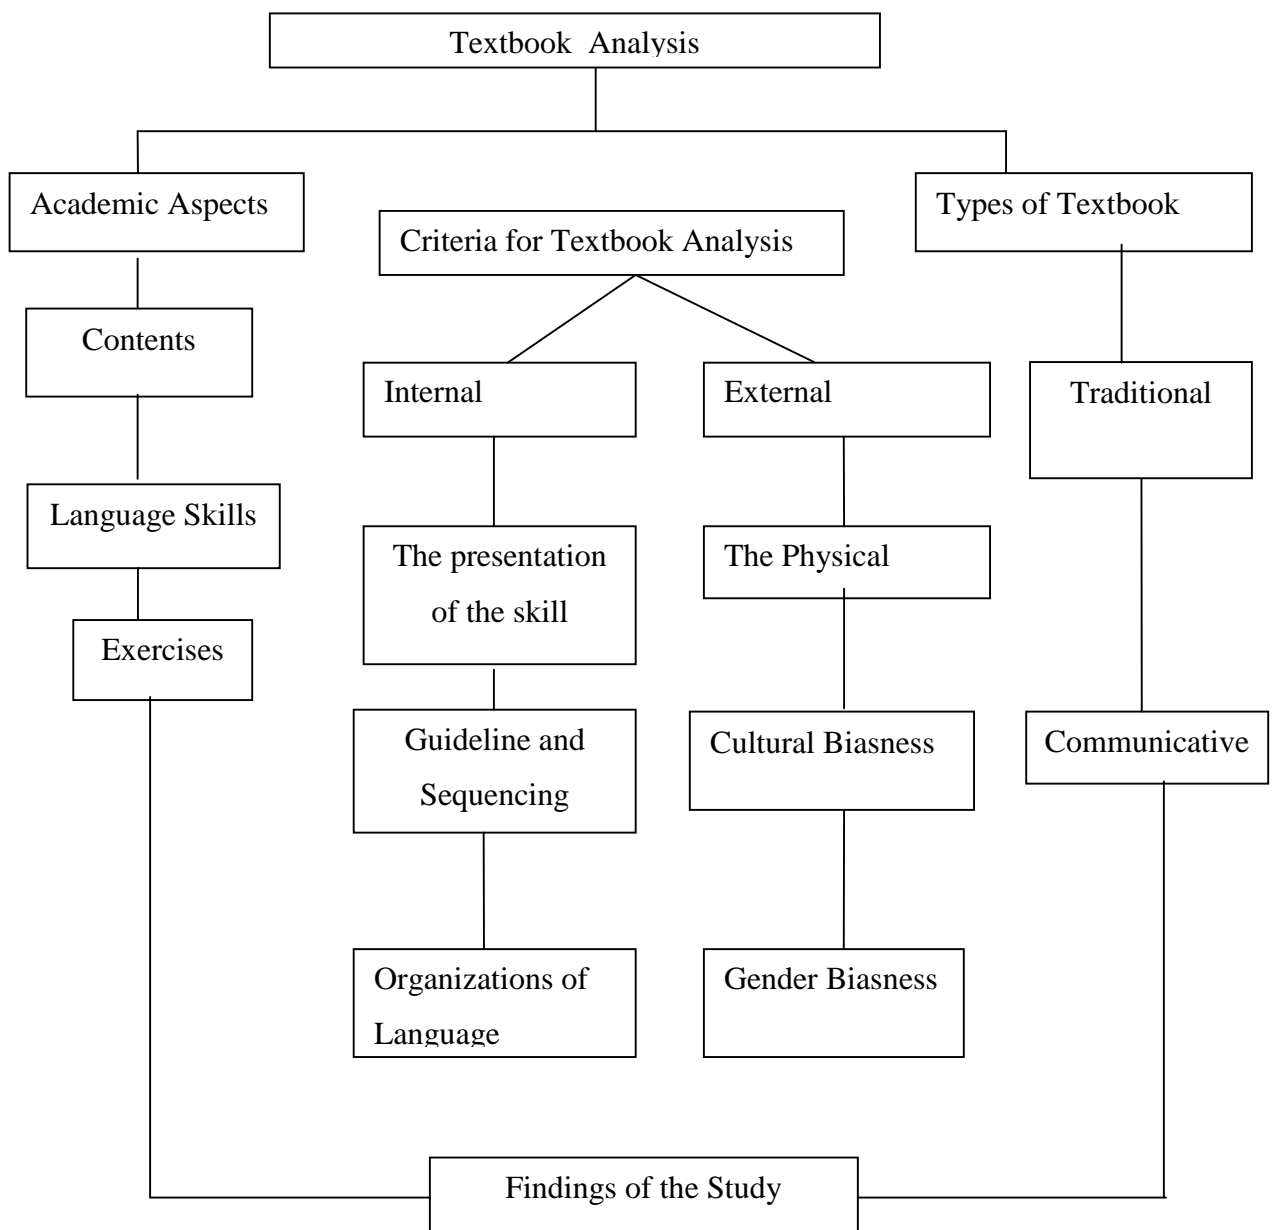 Textbook Analysis
Academic Aspects
Types of Textbook
Criteria for Textbook Analysis
Contents
Internal
External
Traditional
Language Skills
The presentation
of the skill
The Physical
Exercises
Guideline and
Sequencing
Cultural Biasness
Communicative
Organizations of
Language
Gender Biasness
Findings of the Study